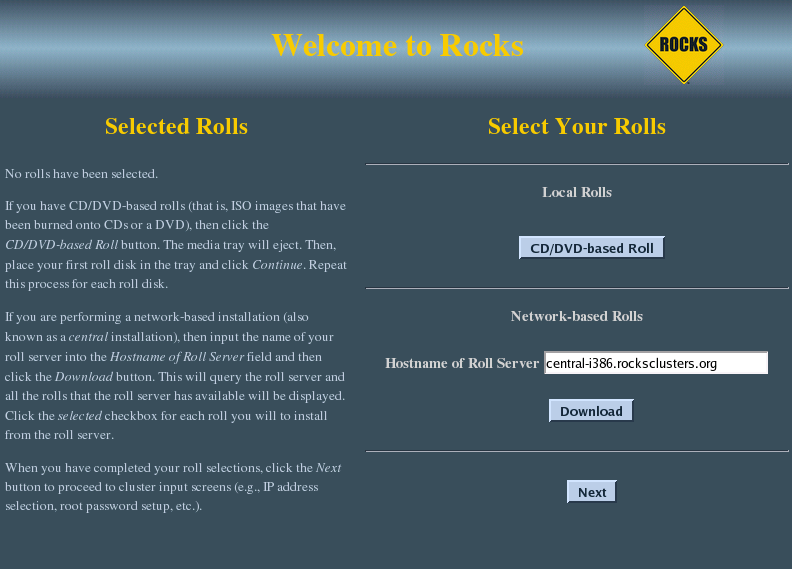 Welcome to Rocks
ROCKS
Selected Rolls
No rolls have been selected.
If you have CD/DVD-based rolls (that is, ISO images that have
been burned onto CDs or a DVD), then click the
CD/DVD-based Roll button. The media tray will eject. Then,
place your first roll disk in the tray and click Continue. Repeat
this process for each roll disk.
If you are performing a network-based installation (also
known as a central installation), then input the name of your
roll server into the Hostname of Roll Server field and then
click the Download button. This will query the roll server and
all the rolls that the roll server has available will be displayed.
Click the selected checkbox for each roll you will to install
from the roll server.
When you have completed your roll selections, click the Next
button to proceed to cluster input screens (e.g., IP address
selection, root password setup, etc.).
Select Your Rolls
Local Rolls
CD/DVD-based Roll
Network-based Rolls
Hostname of Roll Server central-i386.rocksclusters.org
Download
Next